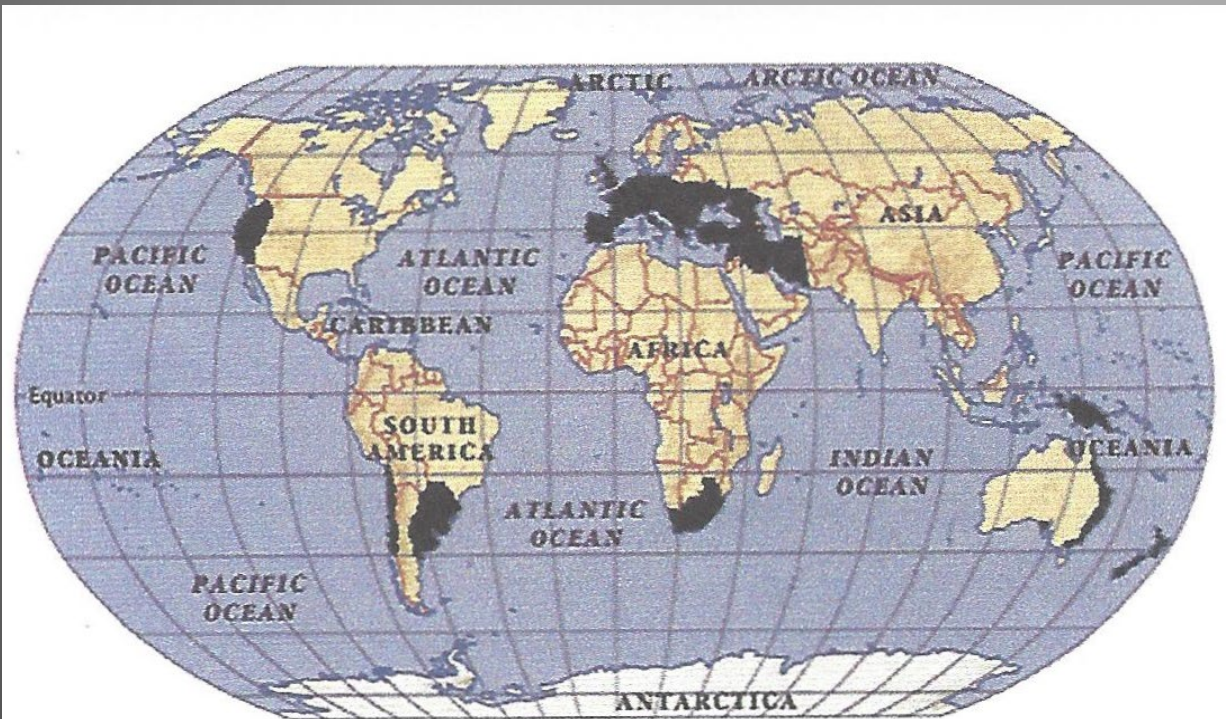 ARCTIC
ARCTIC OCEAN
ASIA
PACIFIC
OCEAN
ATLANTIC
OCEAN
PACIFIC
OCEAN
CARIBBEAN
AFRICA
Equator
SOUTH
AMERICA
OCEANIA
INDIAN
OCEAN
OCEANIA
ATLANTIC
OCEAN
PACIFIC
OCEAN
ANTARCTICA